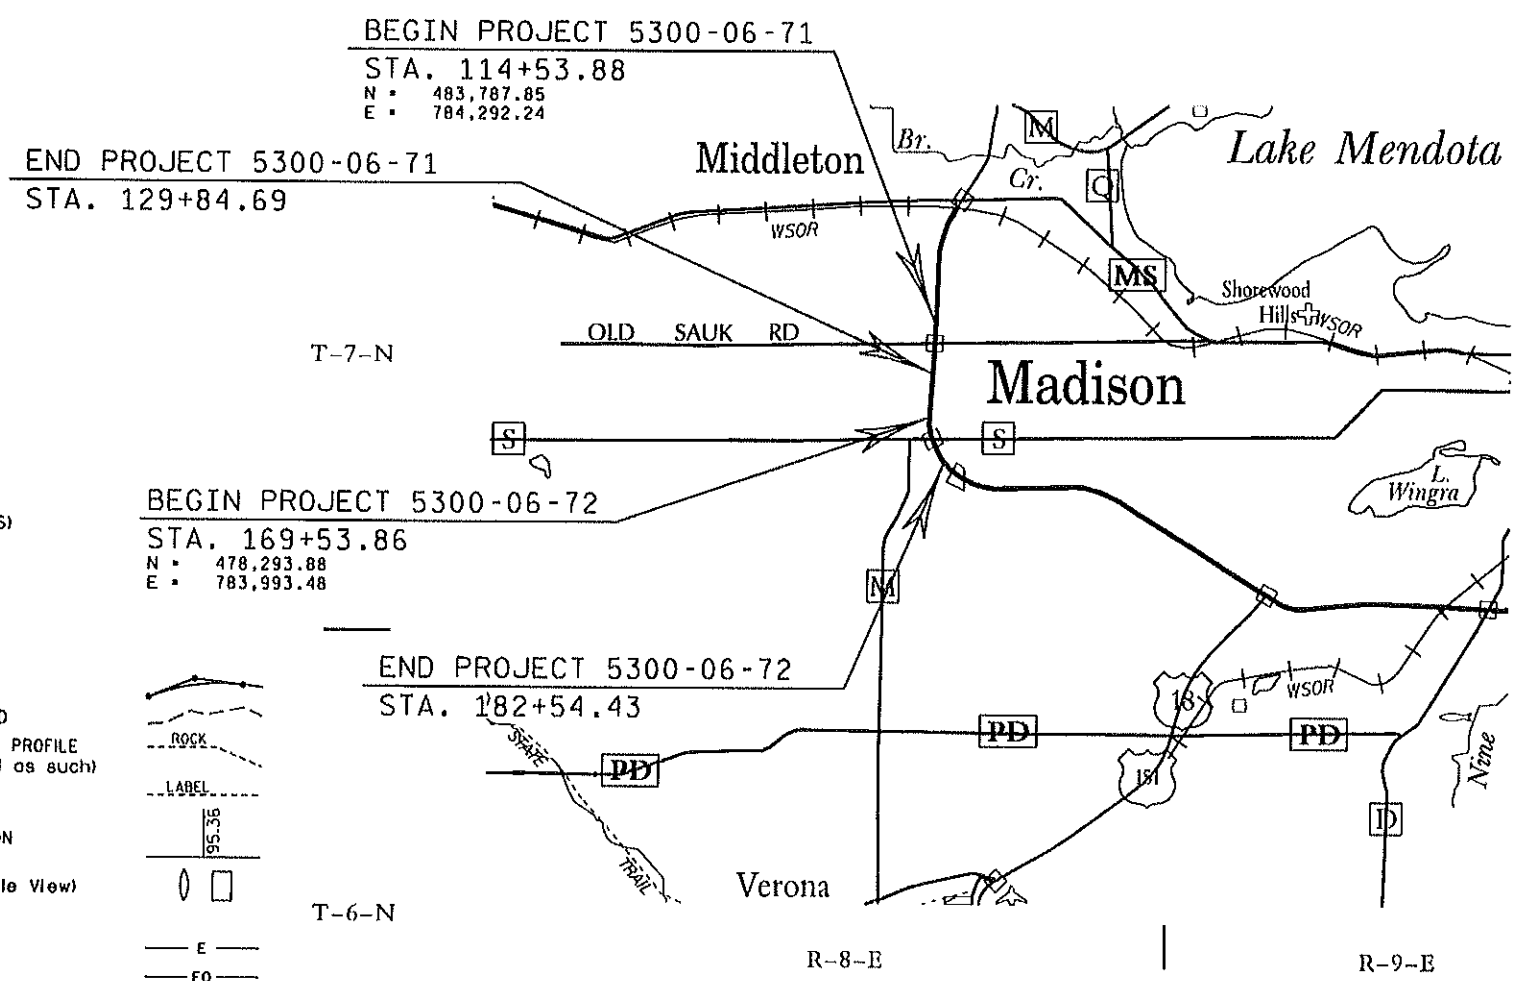 BEGIN PROJECT 5300-06-71
STA. 114+53.88
N = 483,787.85
E = 784,292.24
END PROJECT 5300-06-71
STA. 129+84.69
Middleton
Br.
Cr.
M
Q
Lake Mendota
WSOR
MS
Shorewood
Hills
WSOR
OLD SAUK RD
T-7-N
Madison
S
S
L.
Wingra
BEGIN PROJECT 5300-06-72
STA. 169+53.86
N = 478,293.88
E = 783,993.48
M
END PROJECT 5300-06-72
STA. 182+54.43
18
WSOR
PD
PD
PD
151
Nine
D
STATE
TRAIL
Verona
T-6-N
R-8-E
R-9-E
PROFILE
as such)
ROCK
LABEL
95.36
View)
E
FO